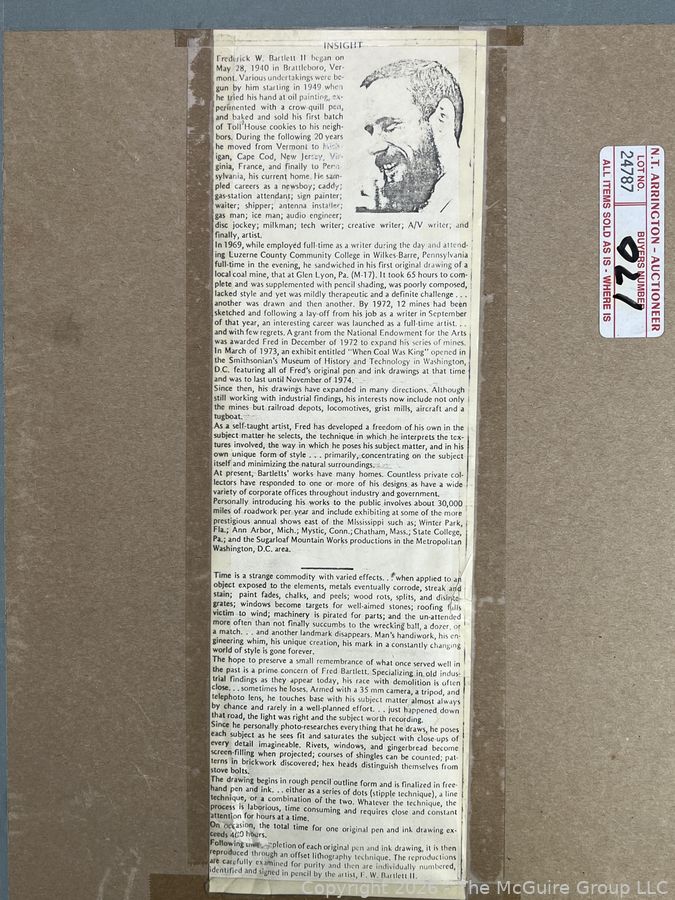 INSIGHT
Frederick W. Bartlett II began on
May 28, 1940 in Brattleboro, Ver-
mont. Various undertakings were be-
gun by him starting in 1949 when
he tried his hand at oil painting, ex-
perimented with a crow-quill pen,
and baked and sold his first batch
of Toll House cookies to his neigh-
bors. During the following 20 years
he moved from Vermont to Mich-
igan, Cape Cod, New Jersey, Vir-
ginia, France, and finally to Penn-
sylvania, his current home. He sam-
pled careers as a newsboy; caddy;
gas-station attendant; sign painter;
waiter; shipper; antenna installer;
gas man; ice man; audio engineer;
disc jockey; milkman; tech writer; creative writer; A/V writer; and
finally, artist.
In 1969, while employed full-time as a writer during the day and attend-
ing Luzerne County Community College in Wilkes-Barre, Pennsylvania
full-time in the evening, he sandwiched in his first original drawing of a
local coal mine, that at Glen Lyon, Pa. (M-17). It took 65 hours to com-
plete and was supplemented with pencil shading, was poorly composed,
lacked style and yet was mildly therapeutic and a definite challenge . . .
another was drawn and then another. By 1972, 12 mines had been
sketched and following a lay-off from his job as a writer in September
of that year, an interesting career was launched as a full-time artist. . .
and with few regrets. A grant from the National Endowment for the Arts
was awarded Fred in December of 1972 to expand his series of mines.
In March of 1973, an exhibit entitled "When Coal Was King" opened in
the Smithsonian's Museum of History and Technology in Washington,
D.C. featuring all of Fred's original pen and ink drawings at that time
and was to last until November of 1974.
Since then, his drawings have expanded in many directions. Although
still working with industrial findings, his interests now include not only
the mines but railroad depots, locomotives, grist mills, aircraft and a
tugboat.
As a self-taught artist, Fred has developed a freedom of his own in the
subject matter he selects, the technique in which he interprets the tex-
tures involved, the way in which he poses his subject matter, and in his
own unique form of style . . . primarily, concentrating on the subject
itself and minimizing the natural surroundings.
At present, Bartletts' works have many homes. Countless private col-
lectors have responded to one or more of his designs as have a wide
variety of corporate offices throughout industry and government.
Personally introducing his works to the public involves about 30,000
miles of roadwork per year and include exhibiting at some of the more
prestigious annual shows east of the Mississippi such as; Winter Park,
Fla.; Ann Arbor, Mich.; Mystic, Conn.; Chatham, Mass.; State College,
Pa.; and the Sugarloaf Mountain Works productions in the Metropolitan
Washington, D.C. area.
Time is a strange commodity with varied effects. . . when applied to an
object exposed to the elements, metals eventually corrode, streak and
stain; paint fades, chalks, and peels; wood rots, splits, and disinte-
grates; windows become targets for well-aimed stones; roofing falls
victim to wind; machinery is pirated for parts; and the un-attended
more often than not finally succumbs to the wrecking ball, a dozer, or
a match. . . and another landmark disappears. Man's handiwork, his en-
gineering whim, his unique creation, his mark in a constantly changing
world of style is gone forever.
The hope to preserve a small remembrance of what once served well in
the past is a prime concern of Fred Bartlett. Specializing in old indus-
trial findings as they appear today, his race with demolition is often
close. . . sometimes he loses. Armed with a 35 mm camera, a tripod, and
telephoto lens, he touches base with his subject matter almost always
by chance and rarely in a well-planned effort. . . just happened down
that road, the light was right and the subject worth recording.
Since he personally photo-researches everything that he draws, he poses
each subject as he sees fit and saturates the subject with close-ups of
every detail imagineable. Rivets, windows, and gingerbread become
screen-filling when projected; courses of shingles can be counted; pat-
terns in brickwork discovered; hex heads distinguish themselves from
stove bolts.
The drawing begins in rough pencil outline form and is finalized in free-
hand pen and ink. . . either as a series of dots (stipple technique), a line
technique, or a combination of the two. Whatever the technique, the
process is laborious, time consuming and requires close and constant
attention for hours at a time.
On occasion, the total time for one original pen and ink drawing ex-
ceeds 400 hours.
Following completion of each original pen and ink drawing, it is then
reproduced through an offset lithography technique. The reproductions
are carefully examined for purity and then are individually numbered,
identified and signed in pencil by the artist, F. W. Bartlett II.
N.T. ARRINGTON - AUCTIONEER
LOT NO. BUYERS NUMBER
24787 027
ALL ITEMS SOLD AS IS - WHERE IS
Copyright 2026 - The McGuire Group LLC